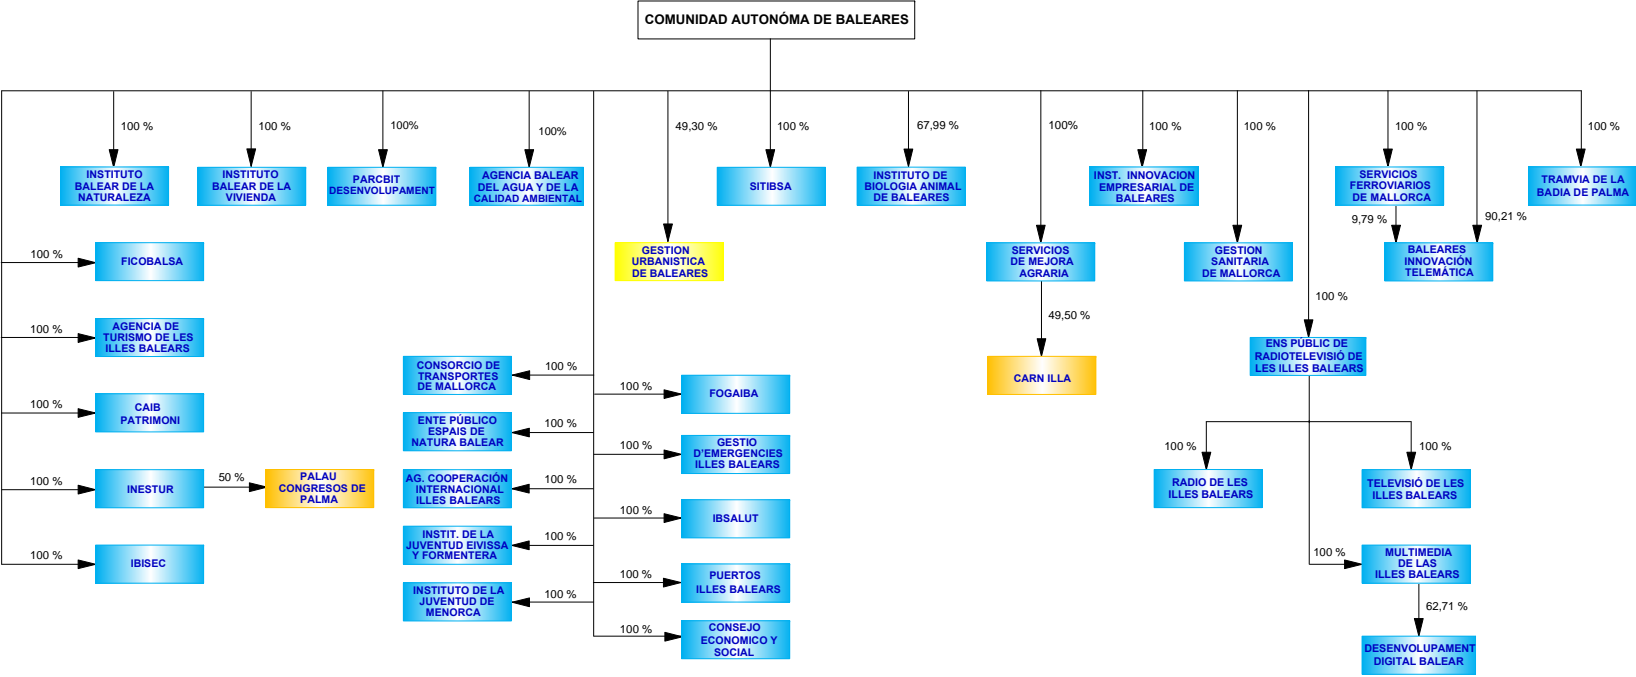 COMUNIDAD AUTONÓMA DE BALEARES
100 %
100 %
100%
100%
49,30 %
100 %
67,99 %
100%
100 %
100 %
100 %
100 %
INSTITUTO
BALEAR DE LA
NATURALEZA
INSTITUTO
BALEAR DE LA
VIVIENDA
PARCBIT
DESENVOLUPAMENT
AGENCIA BALEAR
DEL AGUA Y DE LA
CALIDAD AMBIENTAL
SITIBSA
INSTITUTO DE
BIOLOGIA ANIMAL
DE BALEARES
INST. INNOVACION
EMPRESARIAL DE
BALEARES
SERVICIOS
FERROVIARIOS
DE MALLORCA
TRAMVIA DE LA
BADIA DE PALMA
9,79 %
90,21 %
100 %
FICOBALSA
GESTION
URBANISTICA
DE BALEARES
SERVICIOS
DE MEJORA
AGRARIA
GESTION
SANITARIA
DE MALLORCA
BALEARES
INNOVACIÓN
TELEMÁTICA
100 %
49,50 %
100 %
AGENCIA DE
TURISMO DE LES
ILLES BALEARS
ENS PÚBLIC DE
RADIOTELEVISIÓ DE
LES ILLES BALEARS
CONSORCIO DE
TRANSPORTES
DE MALLORCA
100 %
100 %
FOGAIBA
CARN ILLA
100 %
CAIB
PATRIMONI
ENTE PÚBLICO
ESPAIS DE
NATURA BALEAR
100 %
100 %
GESTIO
D'EMERGENCIES
ILLES BALEARS
100 %
100 %
100 %
INESTUR
50 %
PALAU
CONGRESOS DE
PALMA
AG. COOPERACIÓN
INTERNACIONAL
ILLES BALEARS
100 %
RADIO DE LES
ILLES BALEARS
TELEVISIÓ DE LES
ILLES BALEARS
100 %
IBSALUT
100 %
IBISEC
INSTIT. DE LA
JUVENTUD EIVISSA
Y FORMENTERA
100 %
100 %
MULTIMEDIA
DE LAS
ILLES BALEARS
100 %
PUERTOS
ILLES BALEARS
INSTITUTO DE LA
JUVENTUD DE
MENORCA
100 %
62,71 %
100 %
CONSEJO
ECONOMICO Y
SOCIAL
DESENVOLUPAMENT
DIGITAL BALEAR